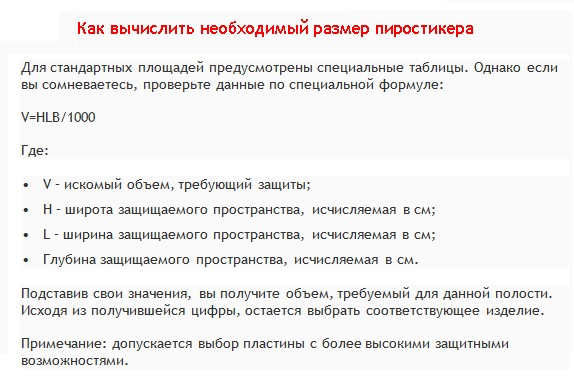 Как вычислить необходимый размер пиростикера
Для стандартных площадей предусмотрены специальные таблицы. Однако если
вы сомневаетесь, проверьте данные по специальной формуле:
V=HLB/1000
Где:
• V – искомый объем, требующий защиты;
• H – широта защищаемого пространства, исчисляемая в см;
• L – ширина защищаемого пространства, исчисляемая в см;
• Глубина защищаемого пространства, исчисляемая в см.
Подставив свои значения, вы получите объем, требуемый для данной полости.
Исходя из получившейся цифры, остается выбрать соответствующее изделие.
Примечание: допускается выбор пластины с более высокими защитными
возможностями.